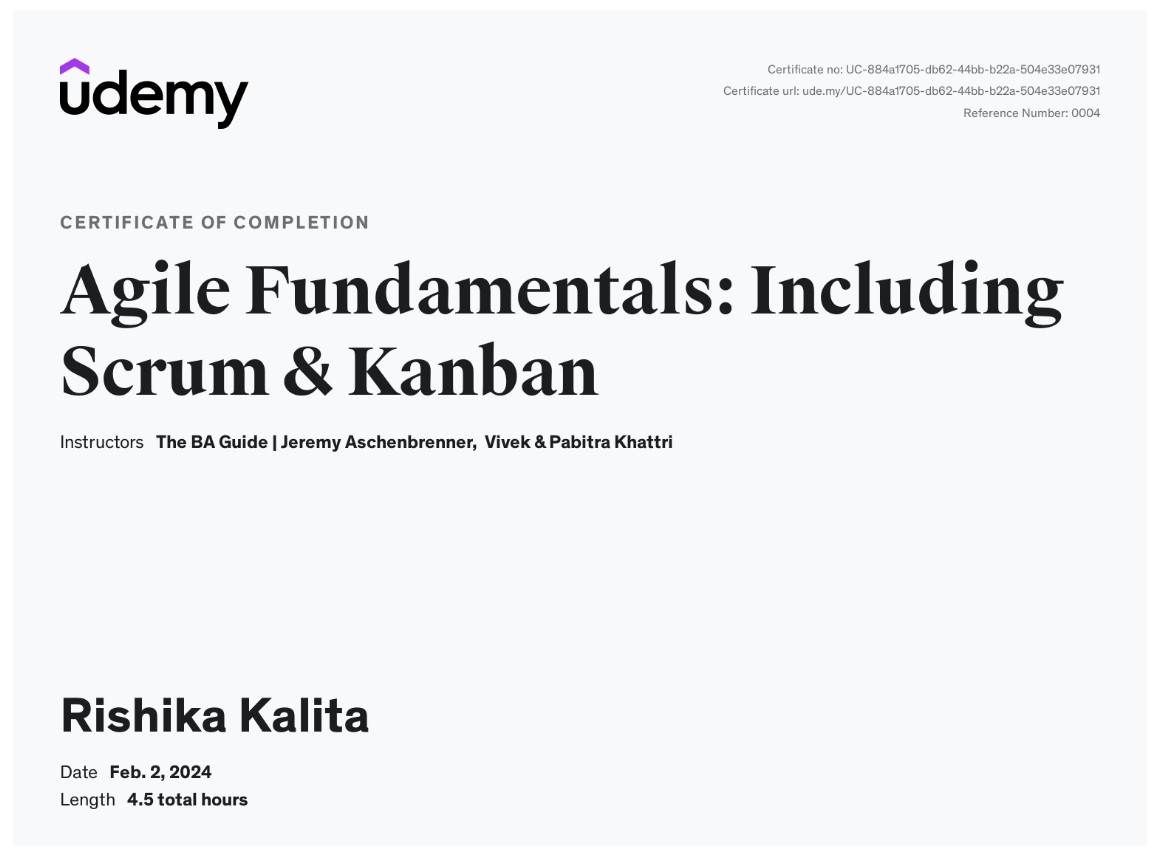 udemy
Certificate no: UC-884a1705-db62-44bb-b22a-504e33e07931
Certificate url: ude.my/UC-884a1705-db62-44bb-b22a-504e33e07931
Reference Number: 0004
CERTIFICATE OF COMPLETION
Agile Fundamentals: Including
Scrum & Kanban
Instructors The BA Guide | Jeremy Aschenbrenner, Vivek & Pabitra Khattri
Rishika Kalita
Date Feb. 2, 2024
Length 4.5 total hours